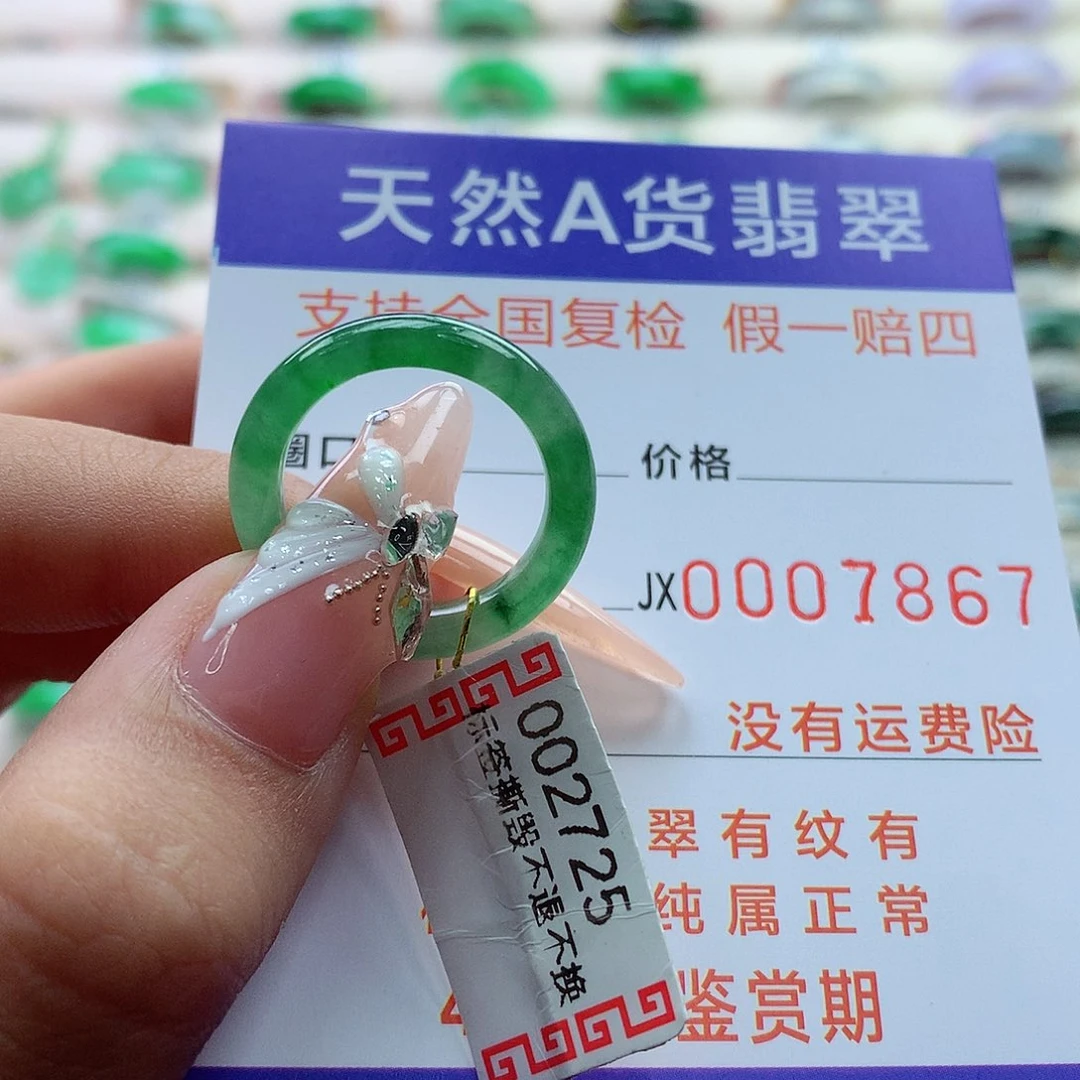 天然A货翡翠
支持全国复检 假一赔四
圈口 价格
JX0007867
没有运费险
翠有纹有
纯属正常
鉴赏期
002725
标签撕毁不退不换